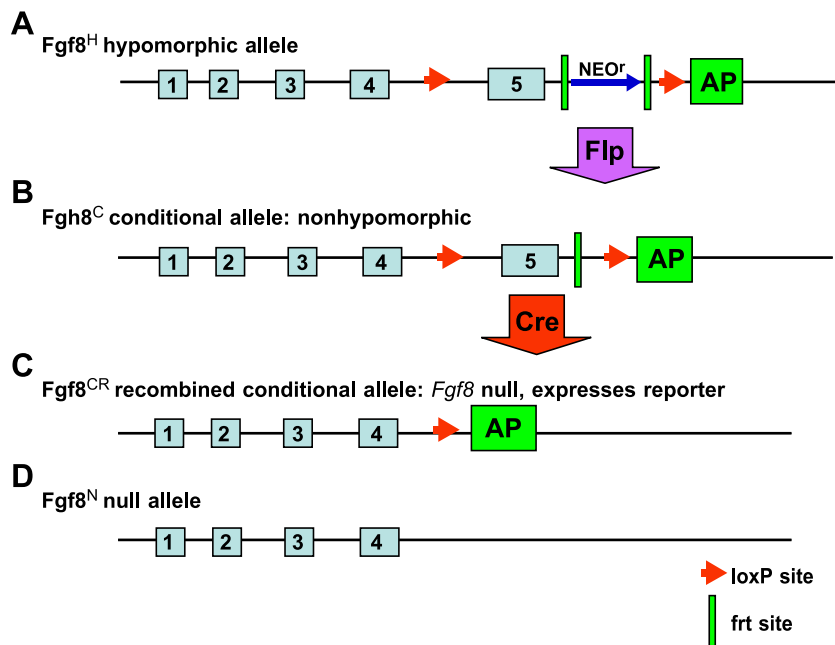 A
Fgf8ᴴ hypomorphic allele
1 2 3 4 5 NEOʳ AP
Flp
B
Fgh8ᶜ conditional allele: nonhypomorphic
1 2 3 4 5 AP
Cre
C
Fgf8ᶜᴿ recombined conditional allele: Fgf8 null, expresses reporter
1 2 3 4 AP
D
Fgf8ᴺ null allele
1 2 3 4
loxP site
frt site